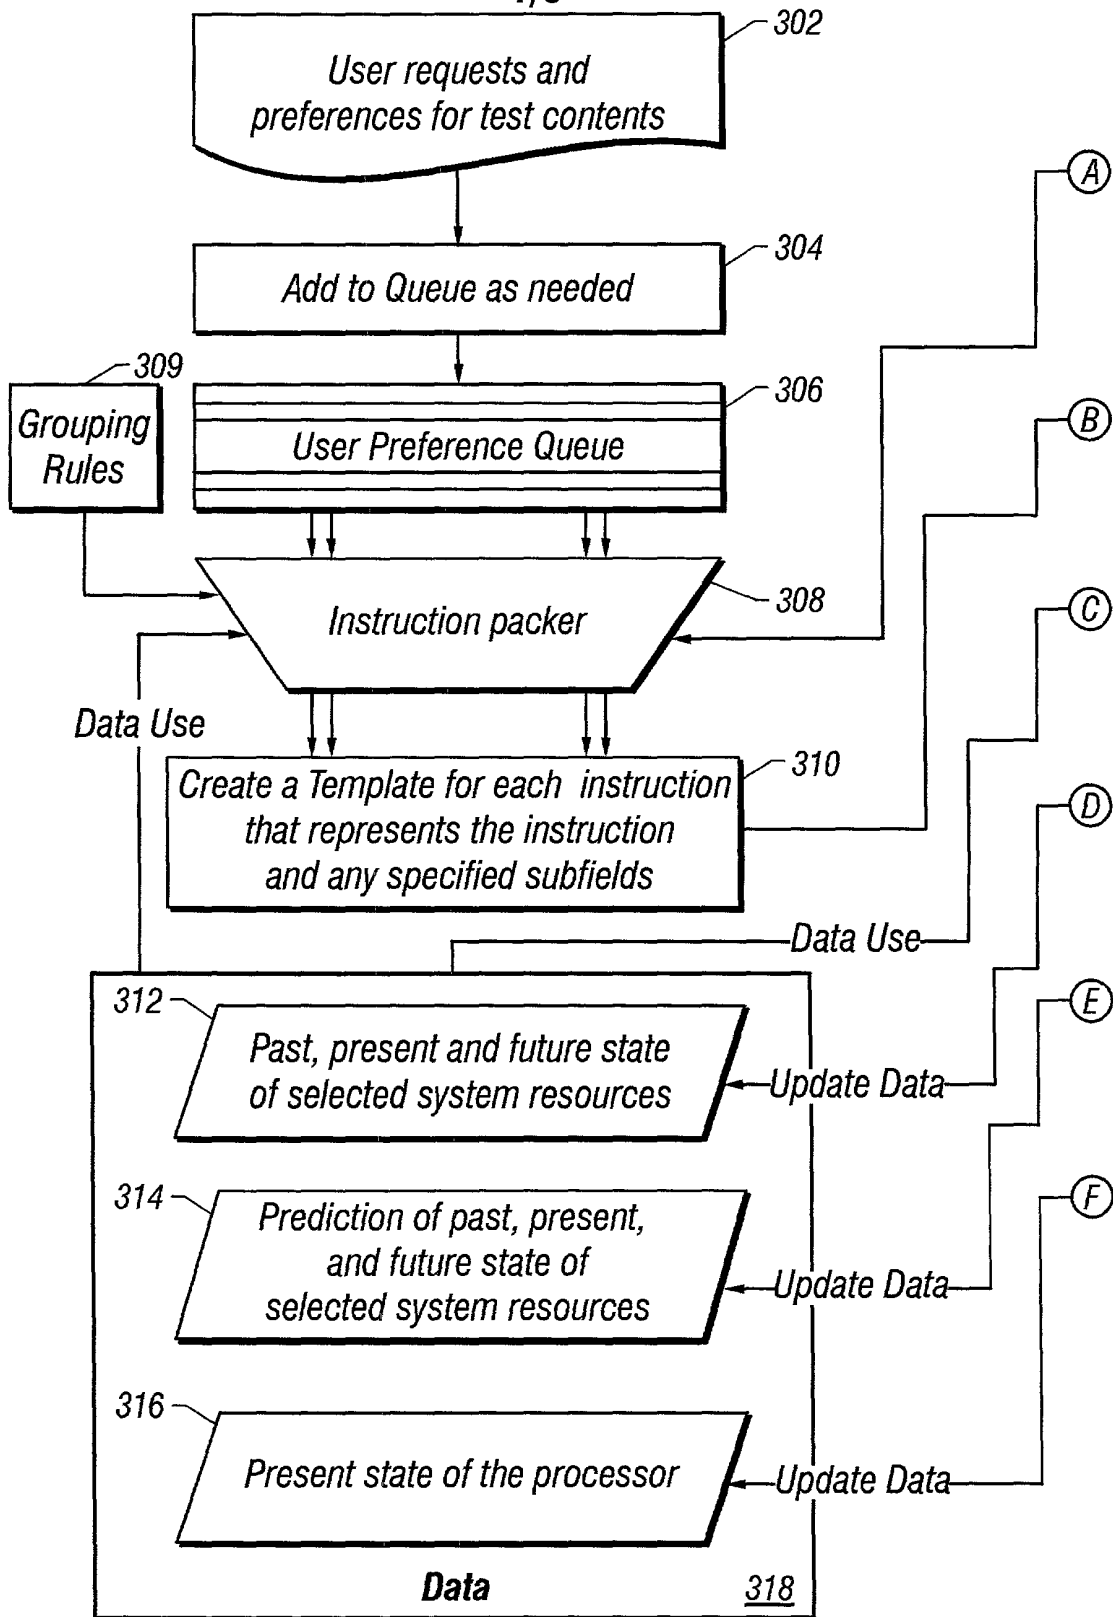 302
User requests and
preferences for test contents
A
304
Add to Queue as needed
309
Grouping
Rules
306
User Preference Queue
B
308
Instruction packer
C
Data Use
310
Create a Template for each instruction
that represents the instruction
and any specified subfields
D
Data Use
312
Past, present and future state
of selected system resources
Update Data
E
314
Prediction of past, present,
and future state of
selected system resources
Update Data
F
316
Present state of the processor
Update Data
Data
318